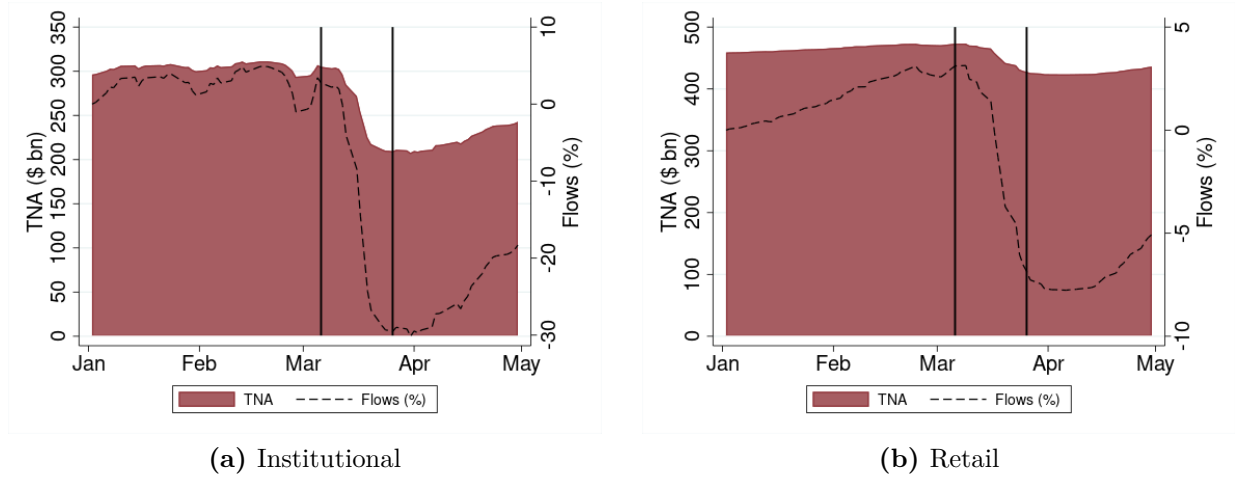 TNA ($ bn)
350
300
250
200
150
100
50
0
10
0
-10
-20
-30
Flows (%)
Jan Feb Mar Apr May
TNA Flows (%)
(a) Institutional
TNA ($ bn)
500
400
300
200
100
0
5
0
-5
-10
Flows (%)
Jan Feb Mar Apr May
TNA Flows (%)
(b) Retail